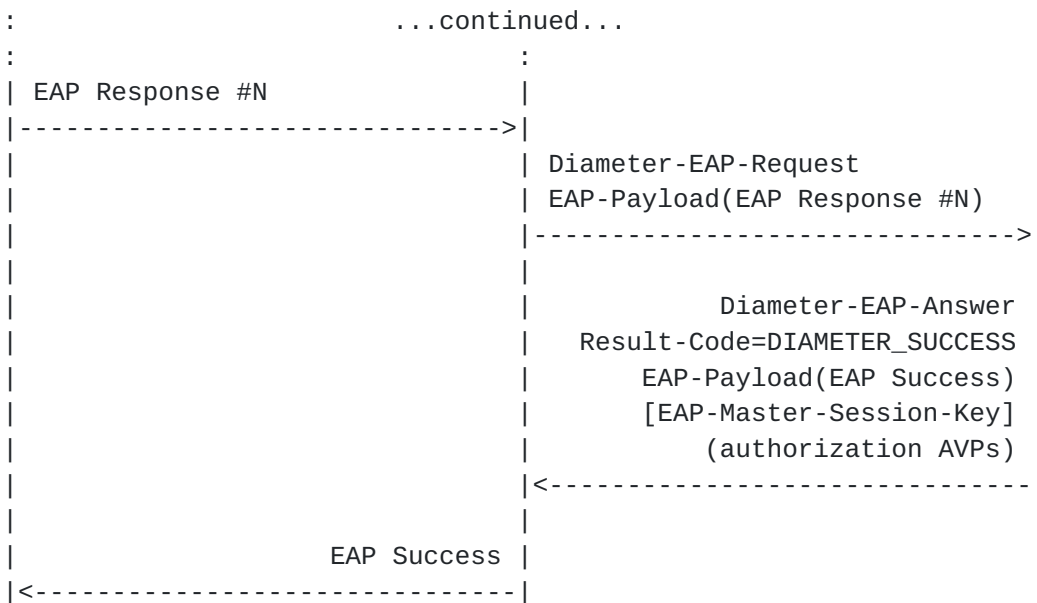 ...continued...
EAP Response #N
Diameter-EAP-Request
EAP-Payload(EAP Response #N)
Diameter-EAP-Answer
Result-Code=DIAMETER_SUCCESS
EAP-Payload(EAP Success)
[EAP-Master-Session-Key]
(authorization AVPs)
EAP Success